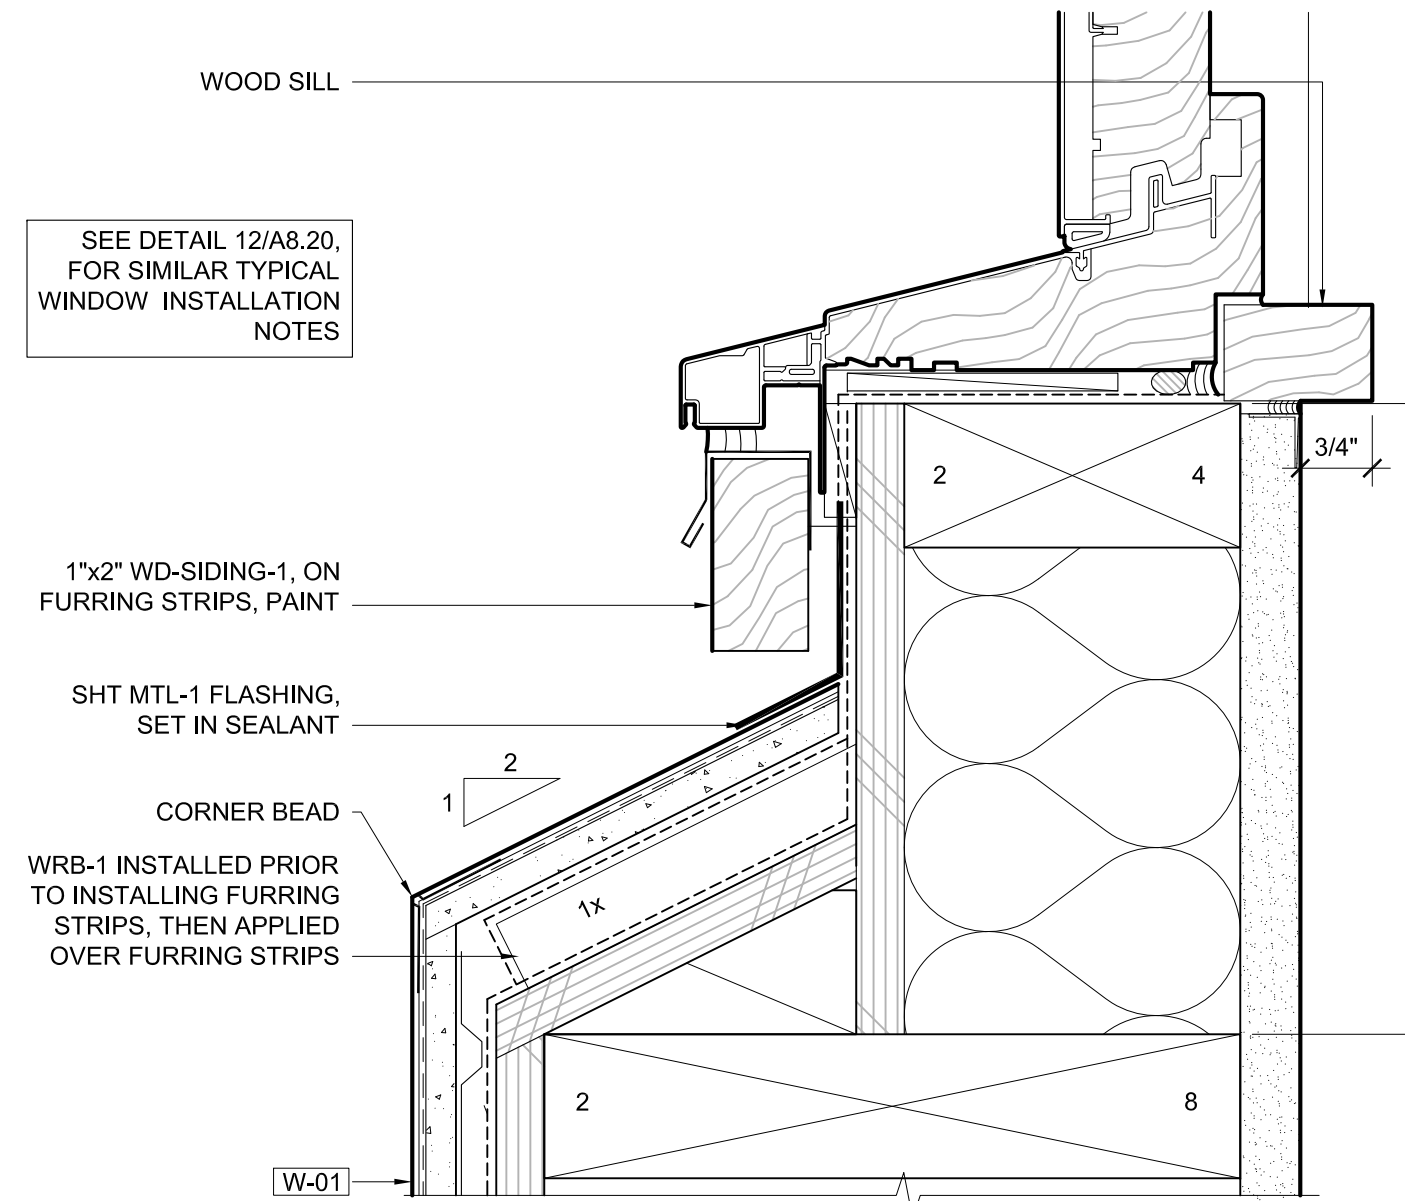 WOOD SILL
SEE DETAIL 12/A8.20,
FOR SIMILAR TYPICAL
WINDOW INSTALLATION
NOTES
3/4"
2 4
1"x2" WD-SIDING-1, ON
FURRING STRIPS, PAINT
SHT MTL-1 FLASHING,
SET IN SEALANT
2
1
CORNER BEAD
WRB-1 INSTALLED PRIOR
TO INSTALLING FURRING
STRIPS, THEN APPLIED
OVER FURRING STRIPS
1x
2 8
W-01